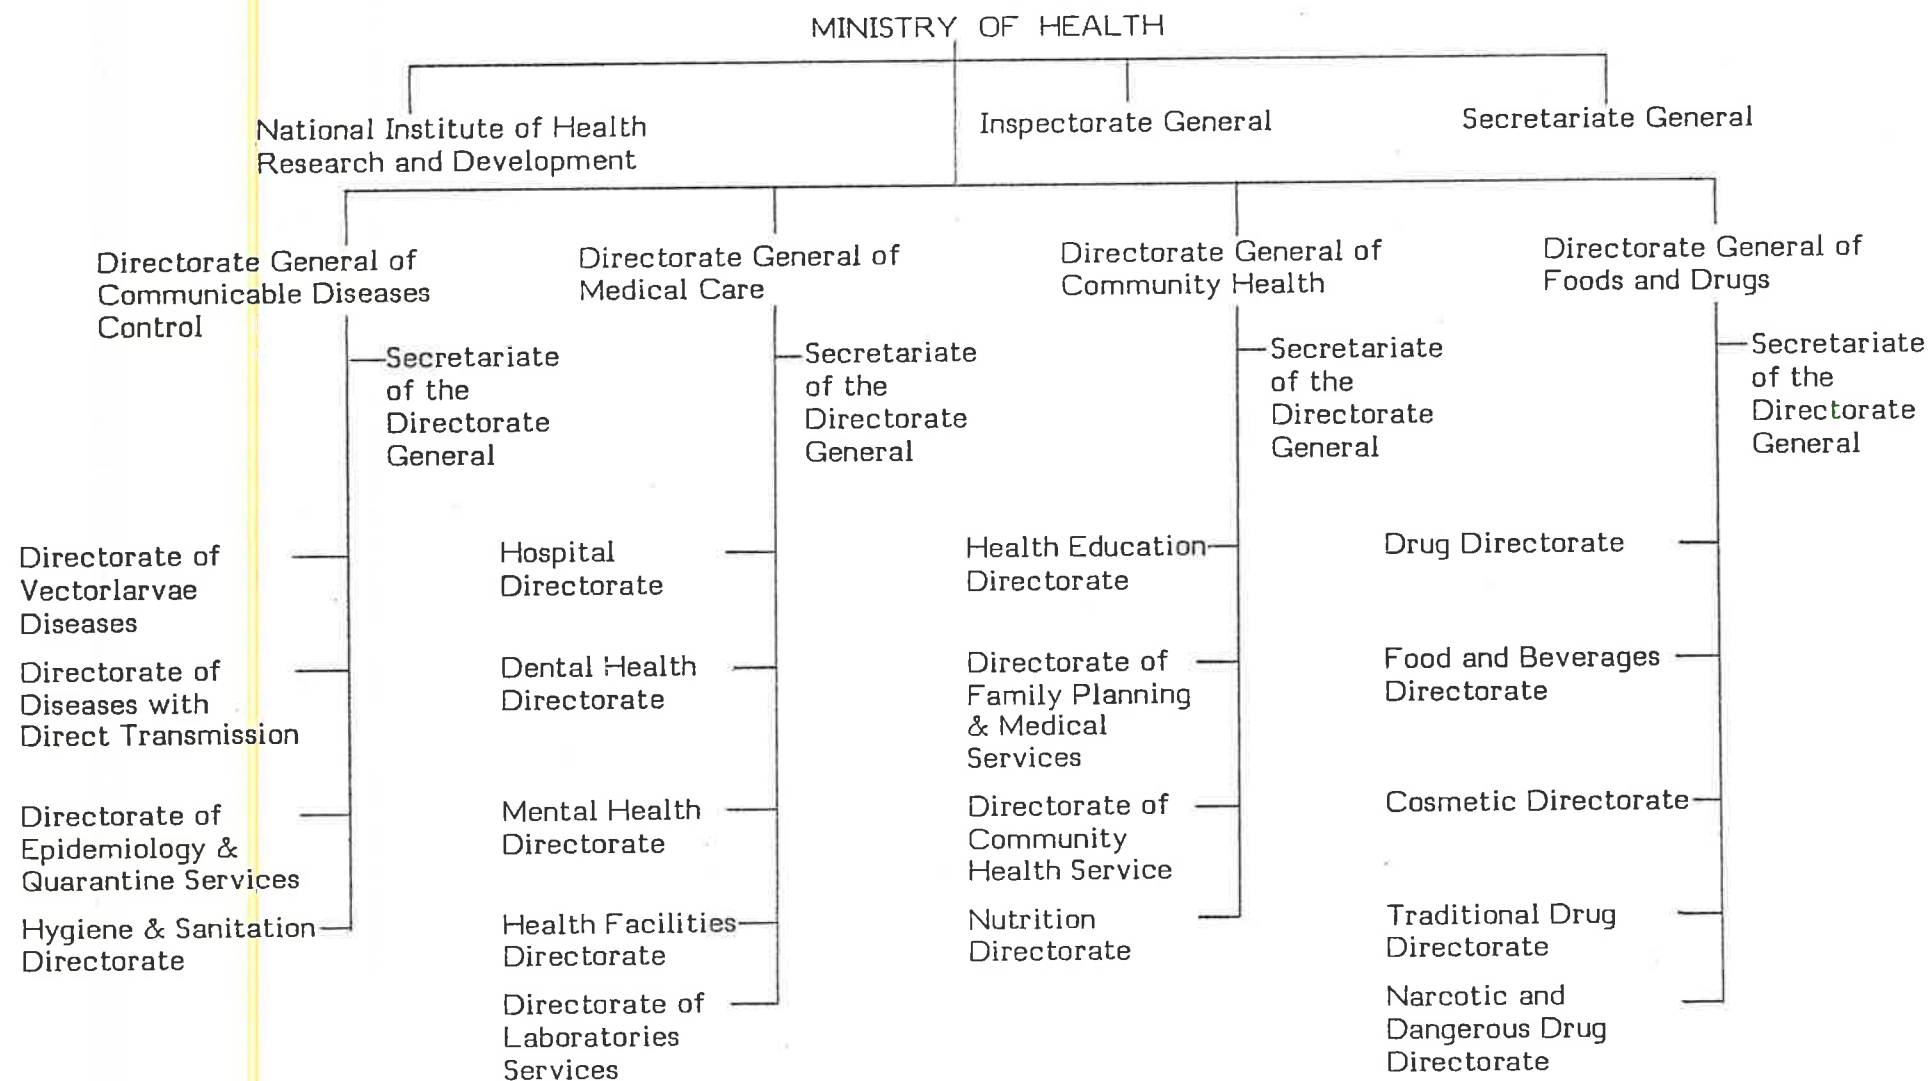 MINISTRY OF HEALTH
National Institute of Health
Research and Development
Inspectorate General
Secretariate General
Directorate General of
Communicable Diseases
Control
Secretariate
of the
Directorate
General
Directorate of
Vectorlarvae
Diseases
Directorate of
Diseases with
Direct Transmission
Directorate of
Epidemiology &
Quarantine Services
Hygiene & Sanitation
Directorate
Directorate General of
Medical Care
Secretariate
of the
Directorate
General
Hospital
Directorate
Dental Health
Directorate
Mental Health
Directorate
Health Facilities
Directorate
Directorate of
Laboratories
Services
Directorate General of
Community Health
Secretariate
of the
Directorate
General
Health Education
Directorate
Directorate of
Family Planning
& Medical
Services
Directorate of
Community
Health Service
Nutrition
Directorate
Directorate General of
Foods and Drugs
Secretariate
of the
Directorate
General
Drug Directorate
Food and Beverages
Directorate
Cosmetic Directorate
Traditional Drug
Directorate
Narcotic and
Dangerous Drug
Directorate